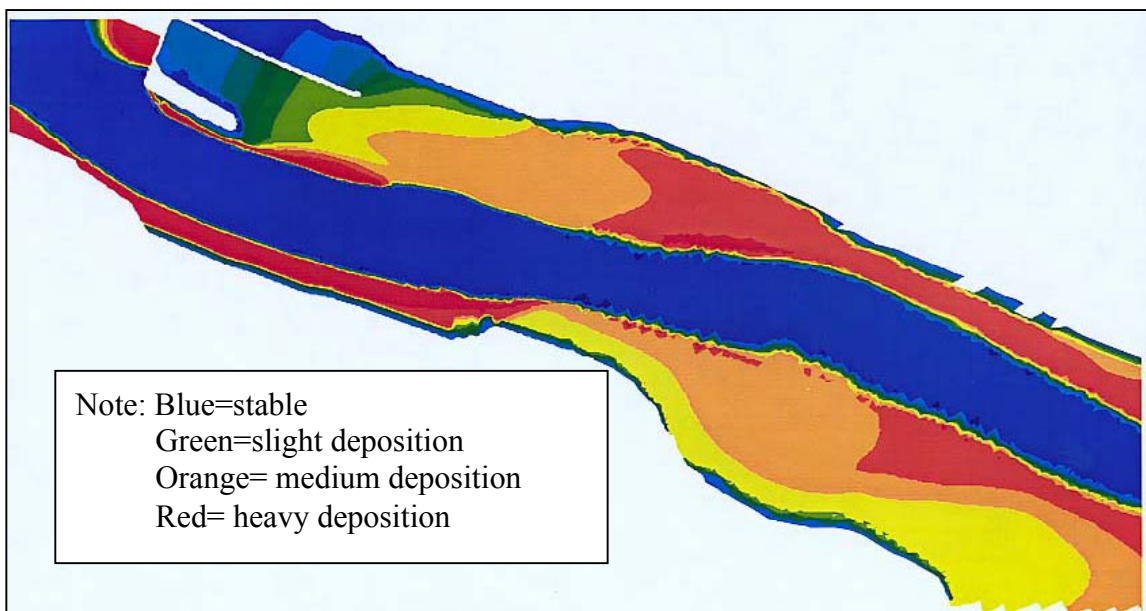 Note: Blue=stable
Green=slight deposition
Orange= medium deposition
Red= heavy deposition